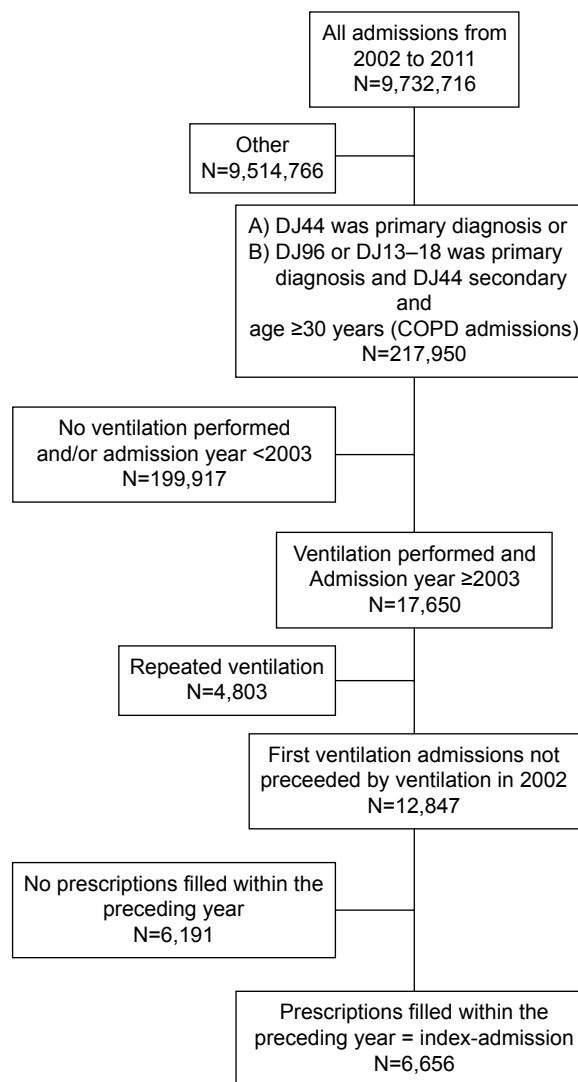 All admissions from
2002 to 2011
N=9,732,716
Other
N=9,514,766
A) DJ44 was primary diagnosis or
B) DJ96 or DJ13–18 was primary
diagnosis and DJ44 secondary
and
age ≥30 years (COPD admissions)
N=217,950
No ventilation performed
and/or admission year <2003
N=199,917
Ventilation performed and
Admission year ≥2003
N=17,650
Repeated ventilation
N=4,803
First ventilation admissions not
preceeded by ventilation in 2002
N=12,847
No prescriptions filled within the
preceding year
N=6,191
Prescriptions filled within the
preceding year = index-admission
N=6,656